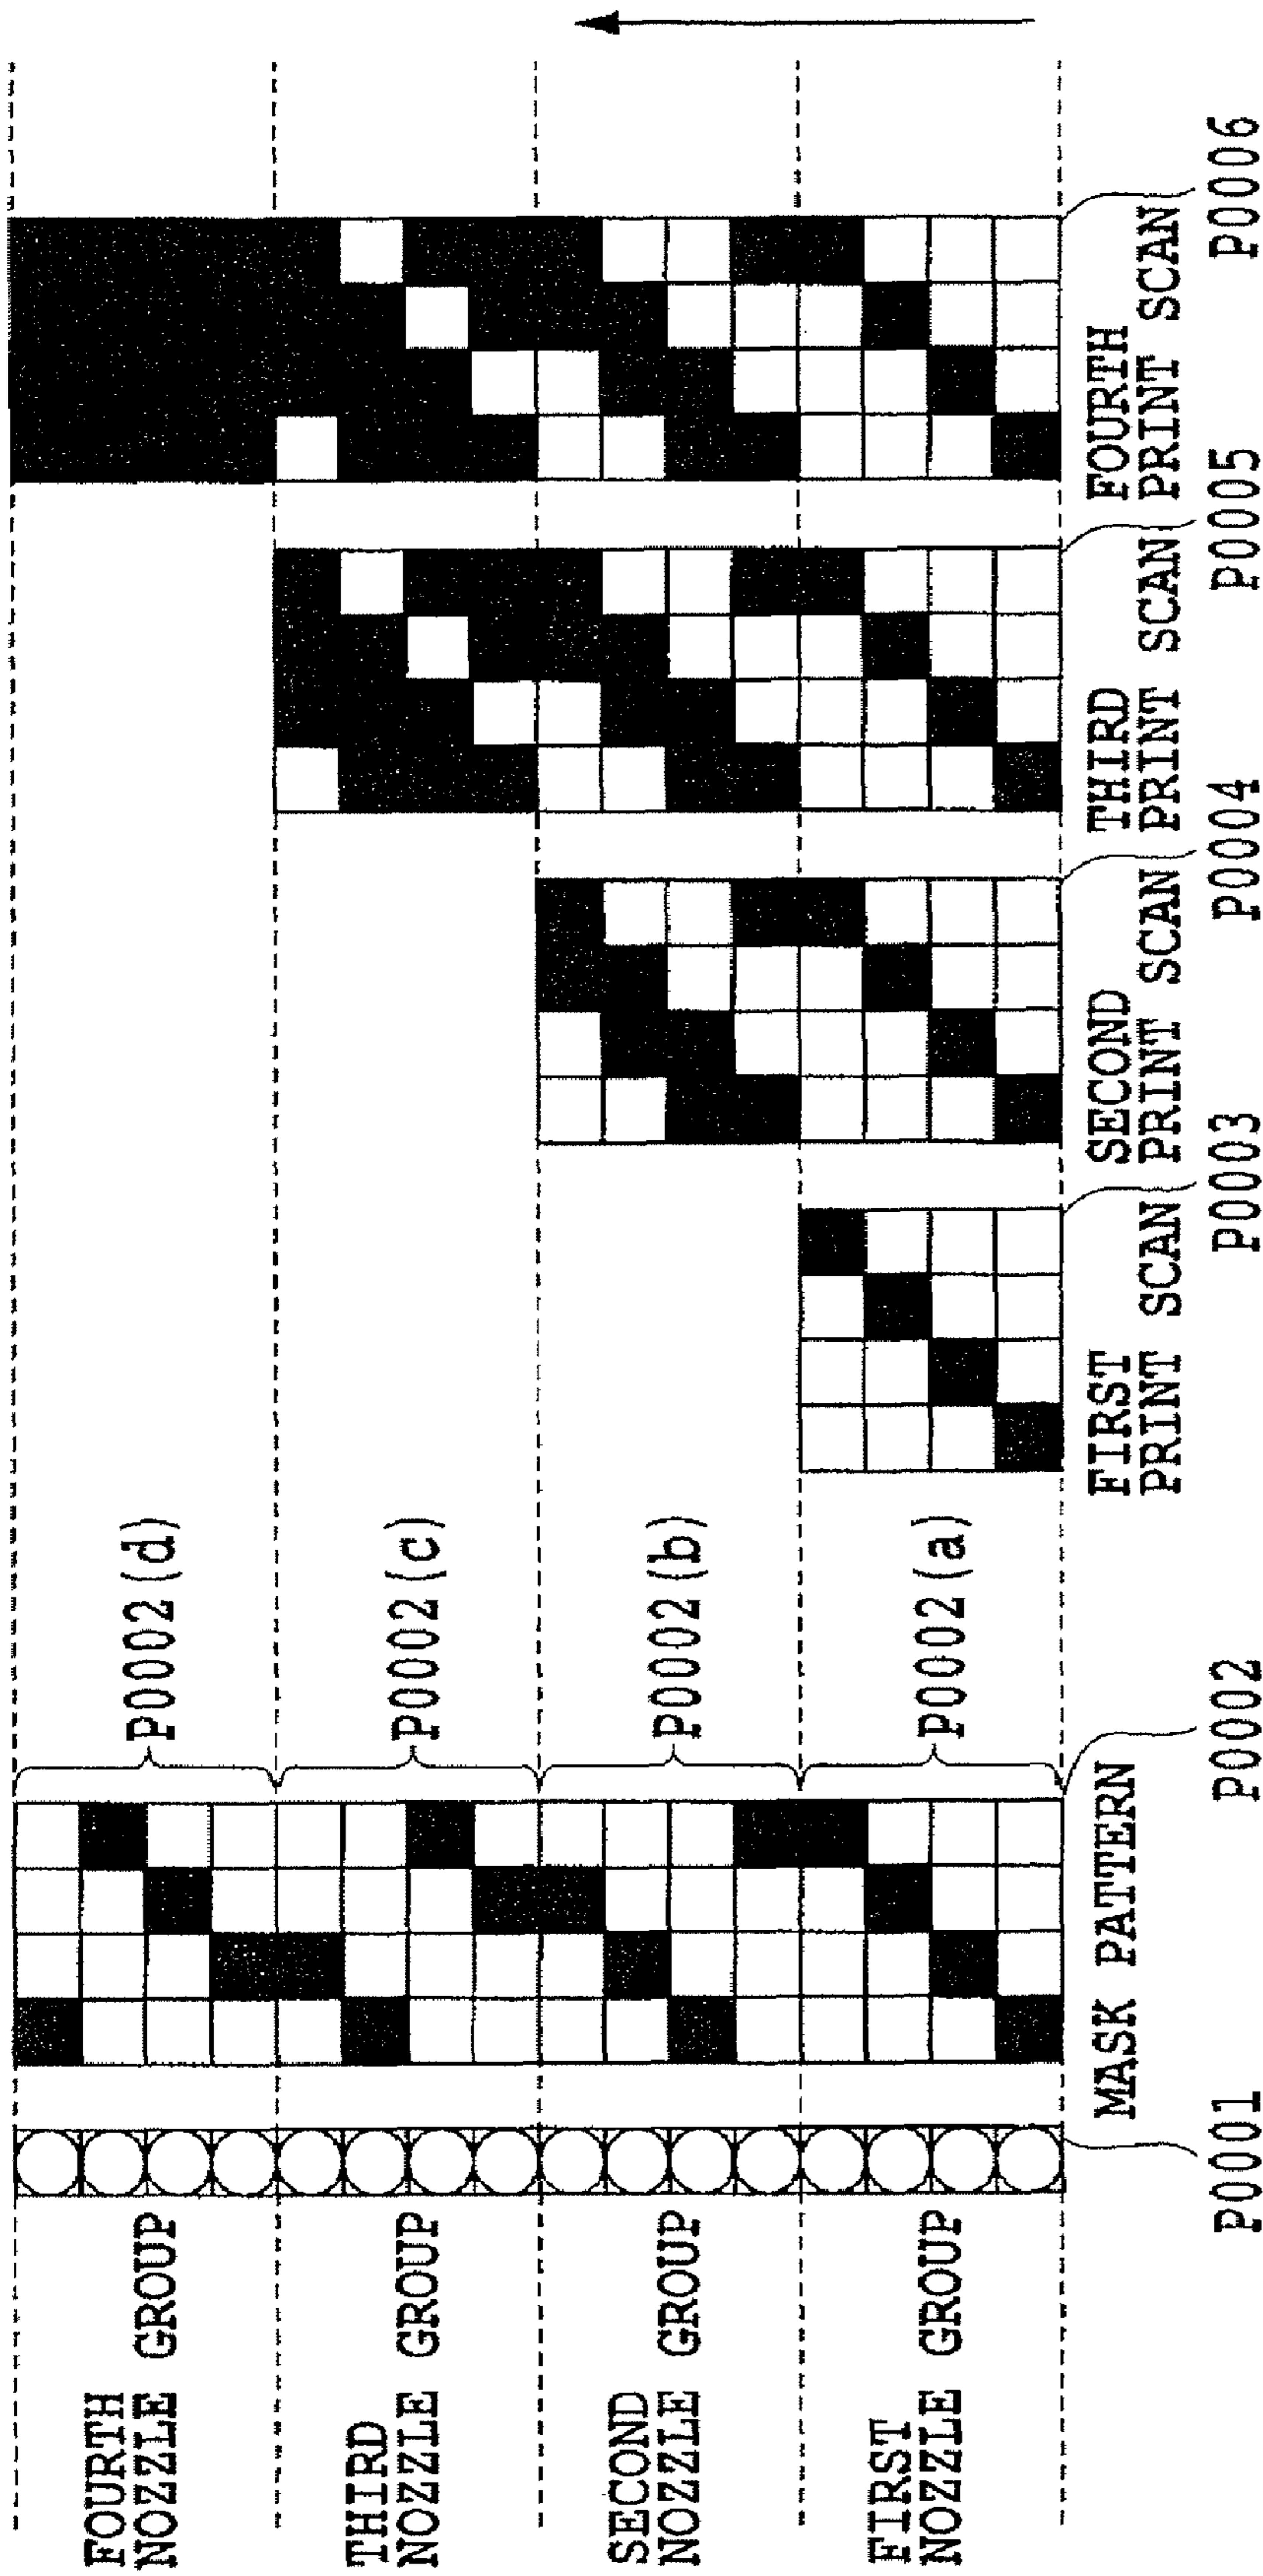 FOURTH
NOZZLE GROUP
THIRD
NOZZLE GROUP
SECOND
NOZZLE GROUP
FIRST
NOZZLE GROUP
P0001
MASK PATTERN
P0002
P0002(d)
P0002(c)
P0002(b)
P0002(a)
FIRST
PRINT SCAN
P0003
SECOND
PRINT SCAN
P0004
THIRD
PRINT SCAN
P0005
FOURTH
PRINT SCAN
P0006